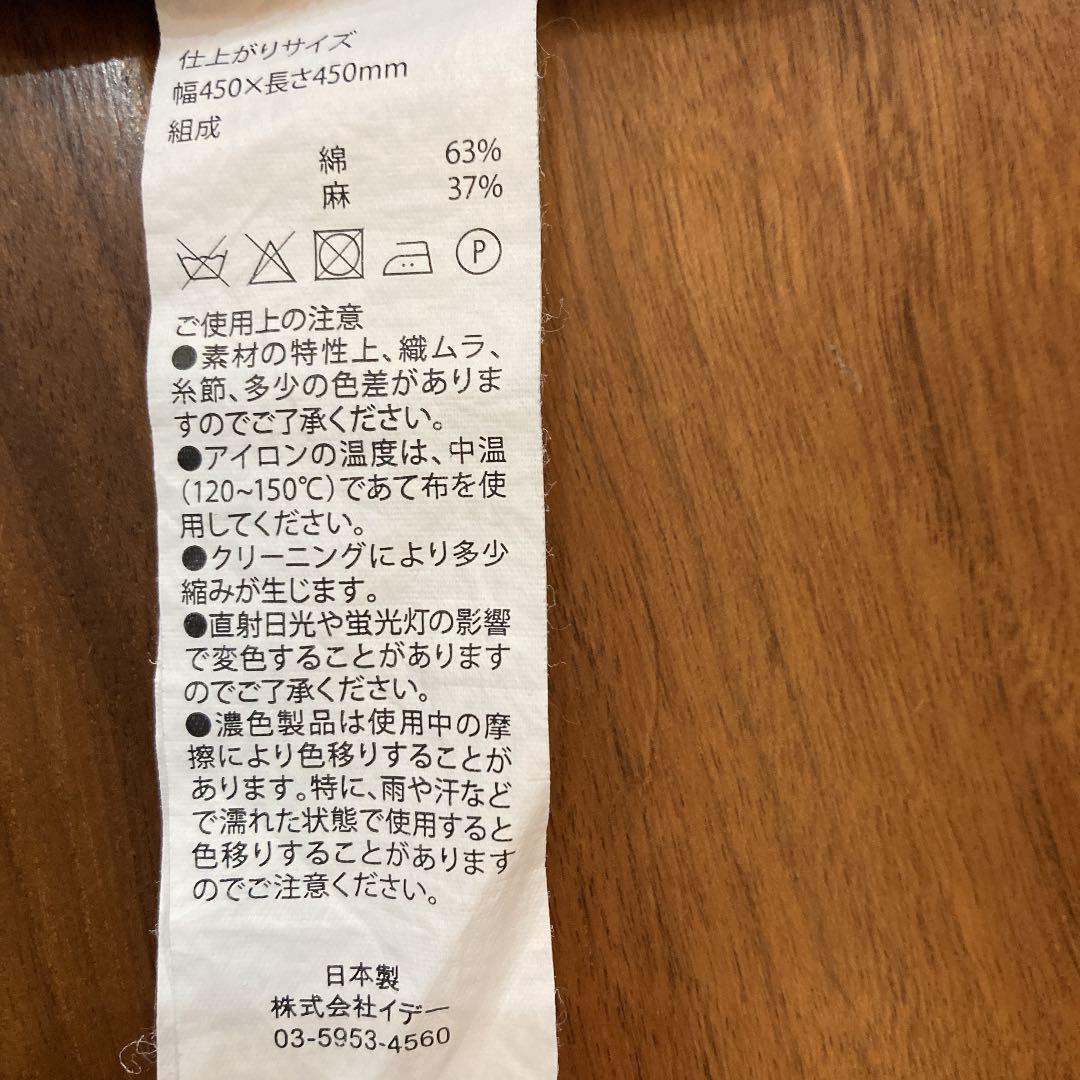 仕上がりサイズ
幅450×長さ450mm
組成
綿 63%
麻 37%
P
ご使用上の注意
●素材の特性上、織ムラ、
糸節、多少の色差がありま
すのでご了承ください。
●アイロンの温度は、中温
(120~150℃)であて布を使
用してください。
●クリーニングにより多少
縮みが生じます。
●直射日光や蛍光灯の影響
で変色することがあります
のでご了承ください。
●濃色製品は使用中の摩
擦により色移りすることが
あります。特に、雨や汗など
で濡れた状態で使用すると
色移りすることがあります
のでご注意ください。
日本製
株式会社イデー
03-5953-4560